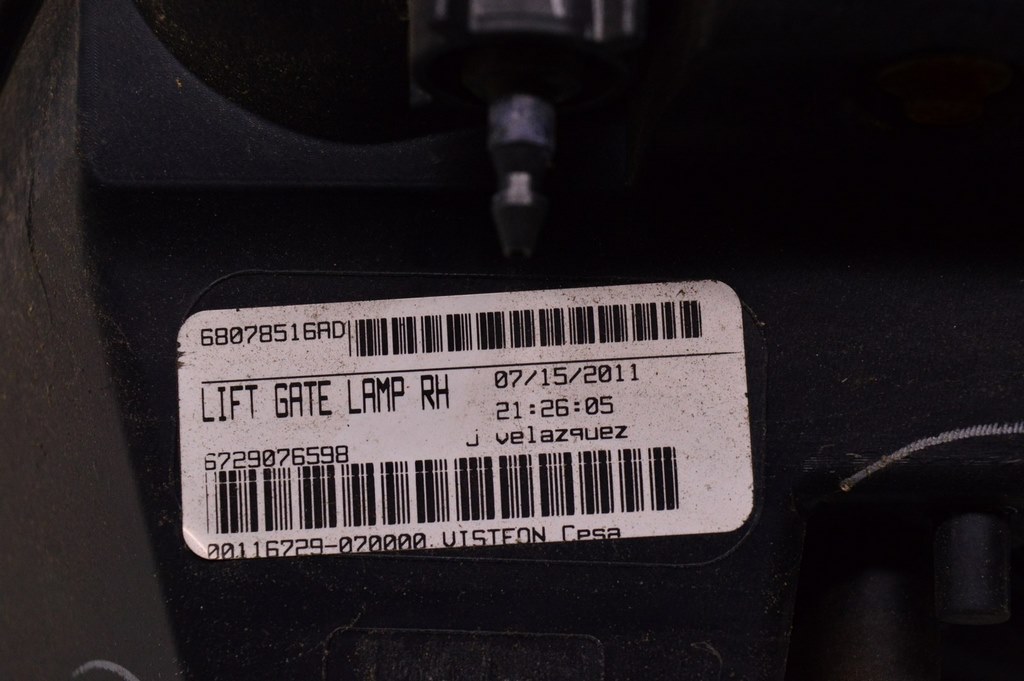 68078516AD
LIFT GATE LAMP RH
07/15/2011
21:26:05
j velazquez
6729076598
00116729-070000 VISTEON Cesa